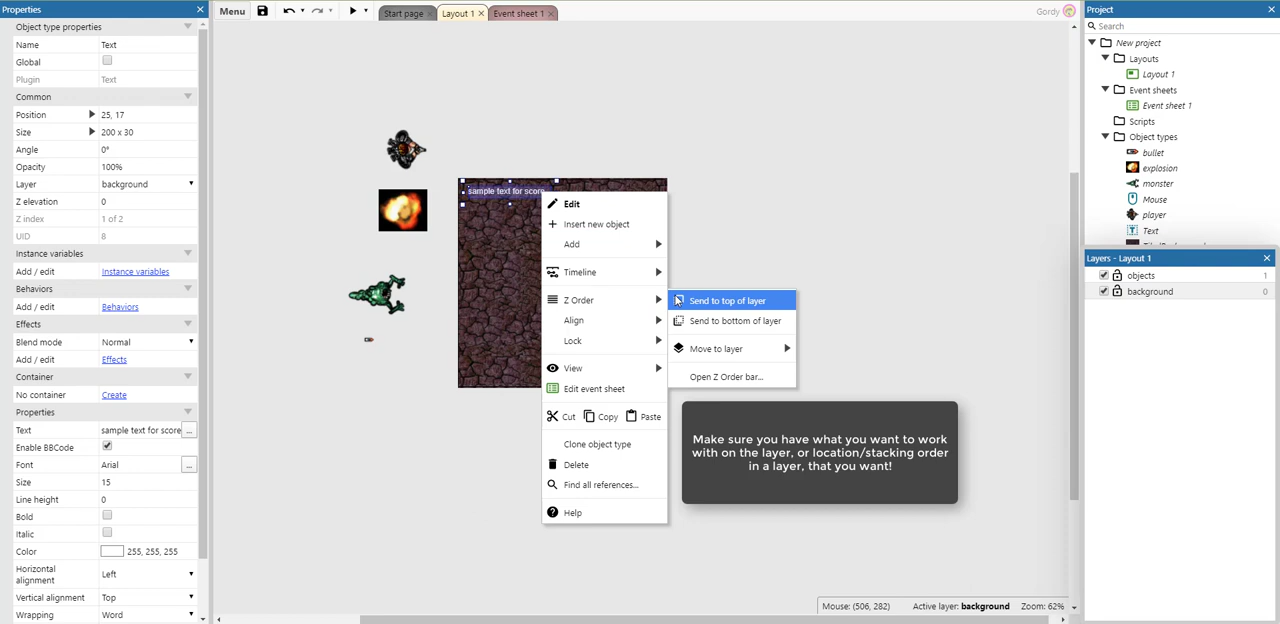 Properties
Object type properties
Name Text
Global
Plugin Text
Common
Position 25, 17
Size 200 x 30
Angle 0°
Opacity 100%
Layer background
Z elevation 0
Z index 1 of 2
UID 8
Instance variables
Add / edit Instance variables
Behaviors
Add / edit Behaviors
Effects
Blend mode Normal
Add / edit Effects
Container
No container Create
Properties
Text sample text for score ...
Enable BBCode
Font Arial ...
Size 15
Line height 0
Bold
Italic
Color 255, 255, 255
Horizontal
alignment Left
Vertical alignment Top
Wrapping Word
Menu
Start page
Layout 1
Event sheet 1
Gordy
sample text for score
Edit
Insert new object
Add
Timeline
Z Order
Align
Lock
View
Edit event sheet
Cut Copy Paste
Clone object type
Delete
Find all references...
Help
Send to top of layer
Send to bottom of layer
Move to layer
Open Z Order bar...
Make sure you have what you want to work
with on the layer, or location/stacking order
in a layer, that you want!
Mouse: (506, 282) Active layer: background Zoom: 62%
Project
Search
New project
Layouts
Layout 1
Event sheets
Event sheet 1
Scripts
Object types
bullet
explosion
monster
Mouse
player
Text
Layers - Layout 1
objects 1
background 0